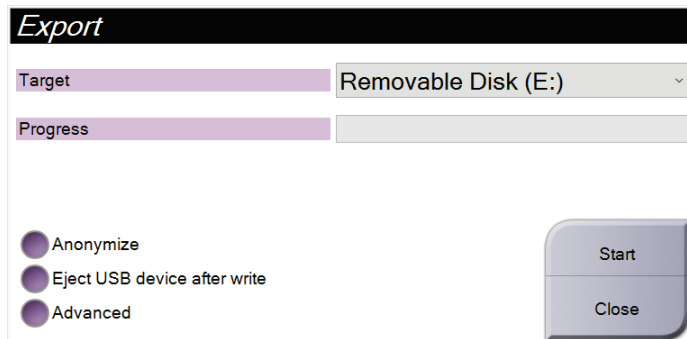 Export
Target
Removable Disk (E:)
Progress
Anonymize
Eject USB device after write
Advanced
Start
Close